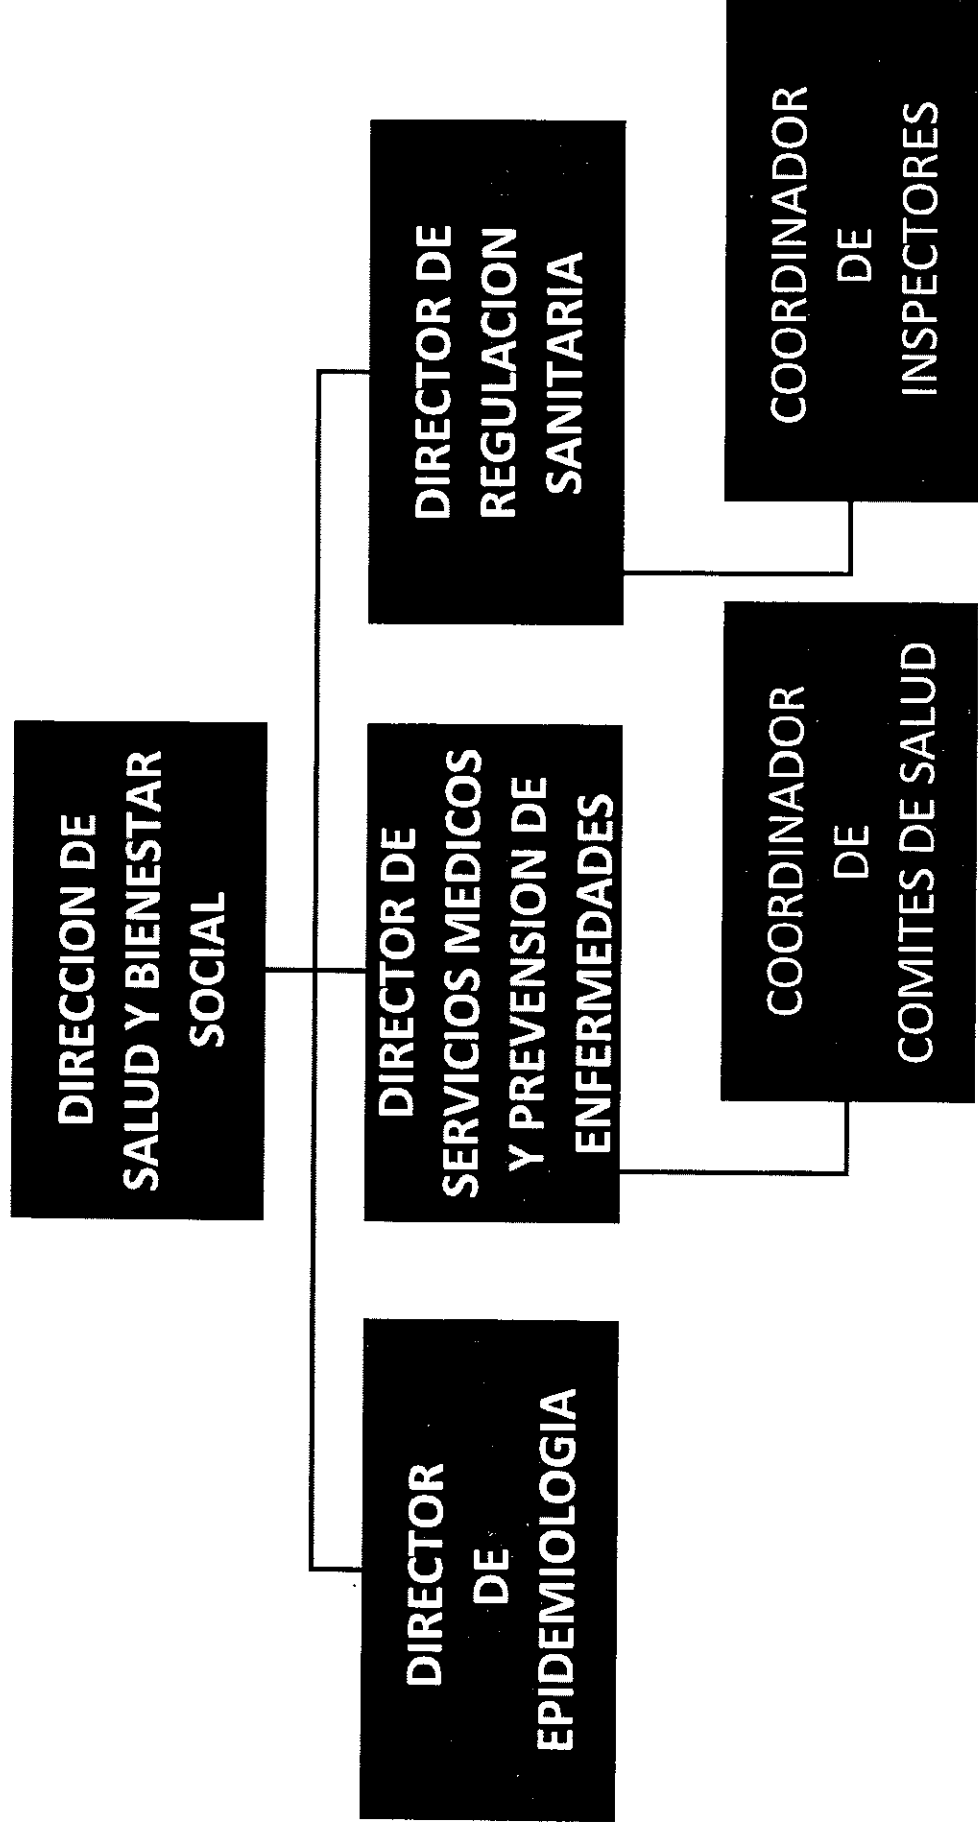 DIRECCION DE
SALUD Y BIENESTAR
SOCIAL
DIRECTOR
DE
EPIDEMIOLOGIA
DIRECTOR DE
SERVICIOS MEDICOS
Y PREVENSION DE
ENFERMEDADES
DIRECTOR DE
REGULACION
SANITARIA
COORDINADOR
DE
COMITES DE SALUD
COORDINADOR
DE
INSPECTORES